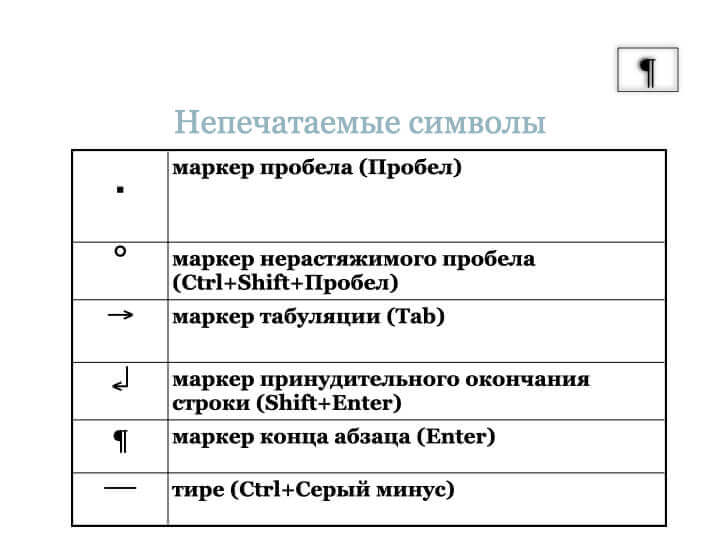 ¶
Непечатаемые символы
· маркер пробела (Пробел)
° маркер нерастяжимого пробела
(Ctrl+Shift+Пробел)
→ маркер табуляции (Tab)
↲ маркер принудительного окончания
строки (Shift+Enter)
¶ маркер конца абзаца (Enter)
— тире (Ctrl+Серый минус)